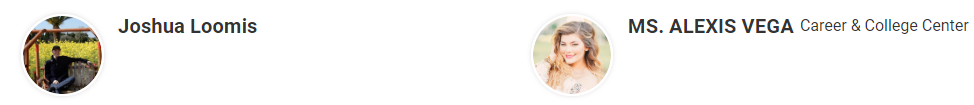 Joshua Loomis
MS. ALEXIS VEGA Career & College Center